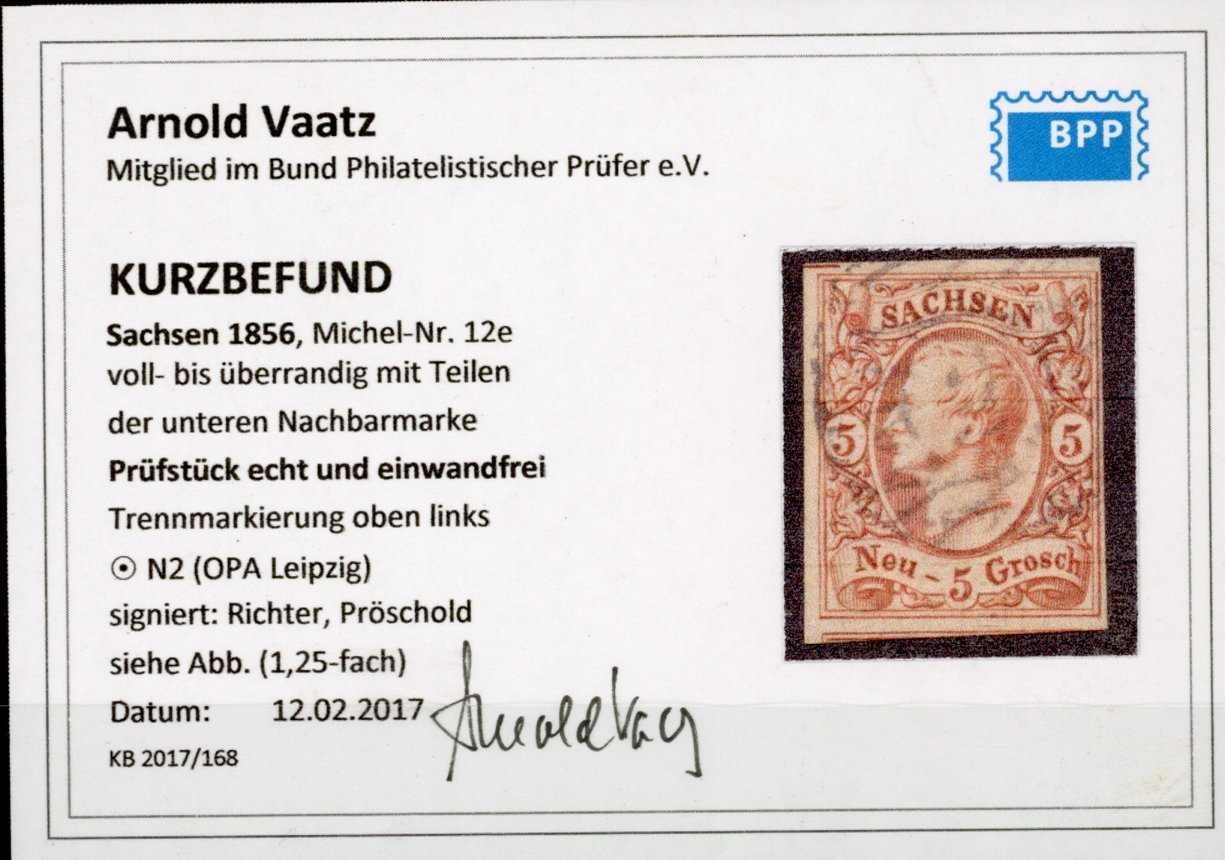 Arnold Vaatz
Mitglied im Bund Philatelistischer Prüfer e.V.
BPP
KURZBEFUND
Sachsen 1856, Michel-Nr. 12e
voll- bis überrandig mit Teilen
der unteren Nachbarmarke
Prüfstück echt und einwandfrei
Trennmarkierung oben links
☉ N2 (OPA Leipzig)
signiert: Richter, Pröschold
siehe Abb. (1,25-fach)
Datum: 12.02.2017
Arnold Vaatz
KB 2017/168
SACHSEN
5 5
Neu - 5 Grosch